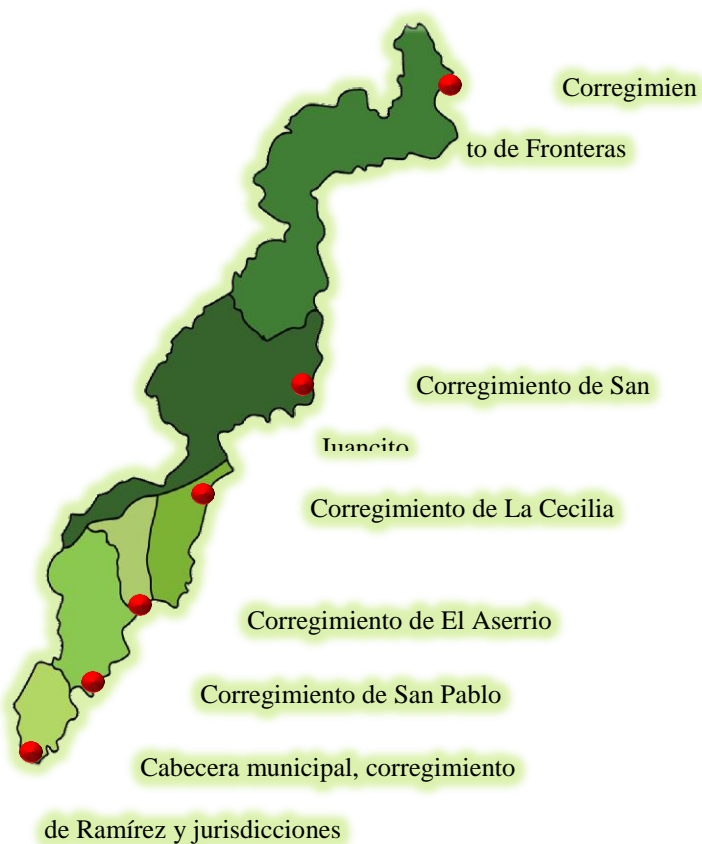 Corregimien
to de Fronteras
Corregimiento de San
Juancito
Corregimiento de La Cecilia
Corregimiento de El Aserrio
Corregimiento de San Pablo
Cabecera municipal, corregimiento
de Ramírez y jurisdicciones